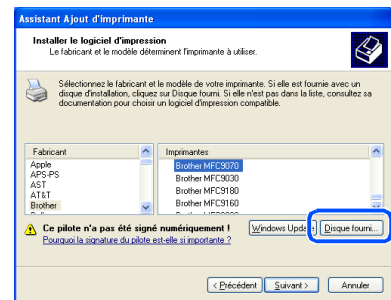 Assistant Ajout d'imprimante
Installer le logiciel d'impression
Le fabricant et le modèle déterminent l'imprimante à utiliser.
Sélectionnez le fabricant et le modèle de votre imprimante. Si elle est fournie avec un
disque d'installation, cliquez sur Disque fourni. Si elle n'est pas dans la liste, consultez sa
documentation pour choisir un logiciel d'impression compatible.
Fabricant
Apple
APS-PS
AST
AT&T
Brother
Imprimantes
Brother MFC9070
Brother MFC9030
Brother MFC9180
Brother MFC9160
Ce pilote n'a pas été signé numériquement !
Pourquoi la signature du pilote est-elle si importante ?
Windows Upda
Disque fourni...
< Précédent
Suivant >
Annuler